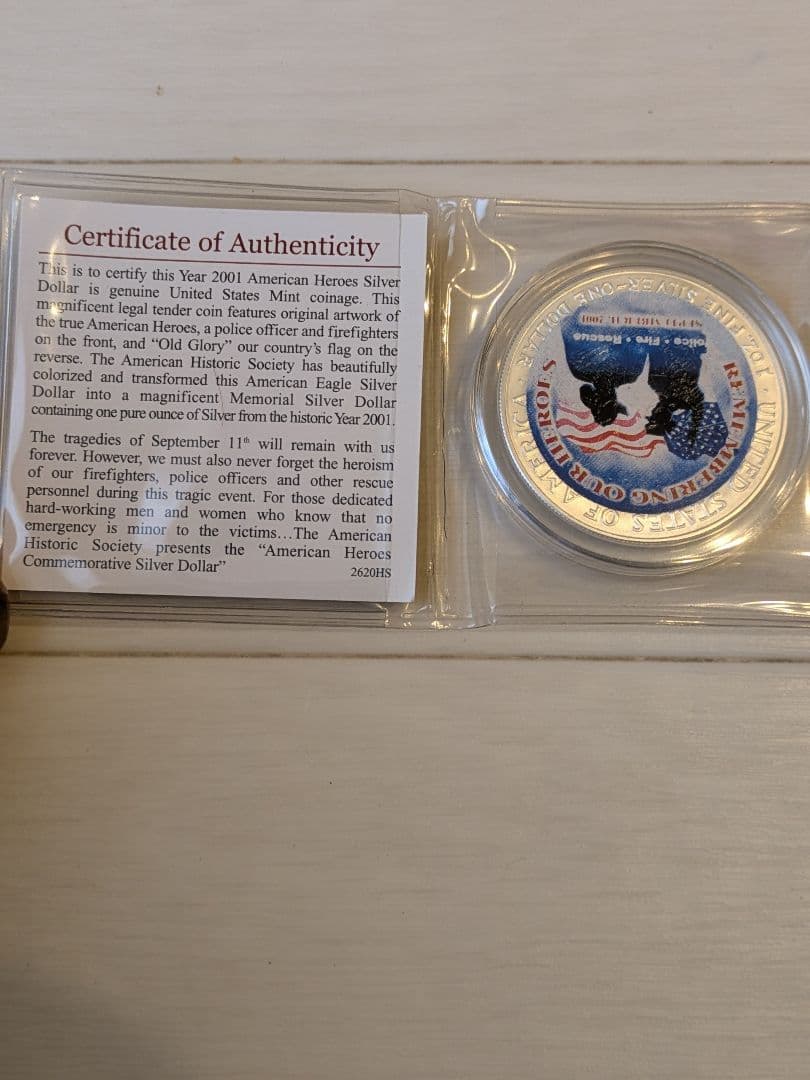 Certificate of Authenticity
This is to certify this Year 2001 American Heroes Silver
Dollar is genuine United States Mint coinage. This
magnificent legal tender coin features original artwork of
the true American Heroes, a police officer and firefighters
on the front, and “Old Glory” our country’s flag on the
reverse. The American Historic Society has beautifully
colorized and transformed this American Eagle Silver
Dollar into a magnificent Memorial Silver Dollar
containing one pure ounce of Silver from the historic Year 2001.
The tragedies of September 11th will remain with us
forever. However, we must also never forget the heroism
of our firefighters, police officers and other rescue
personnel during this tragic event. For those dedicated
hard-working men and women who know that no
emergency is minor to the victims...The American
Historic Society presents the “American Heroes
Commemorative Silver Dollar”
2620HS
UNITED STATES OF AMERICA
1 OZ. FINE SILVER~ONE DOLLAR
REMEMBERING OUR HEROES
Police • Fire • Rescue
SEPTEMBER 11, 2001